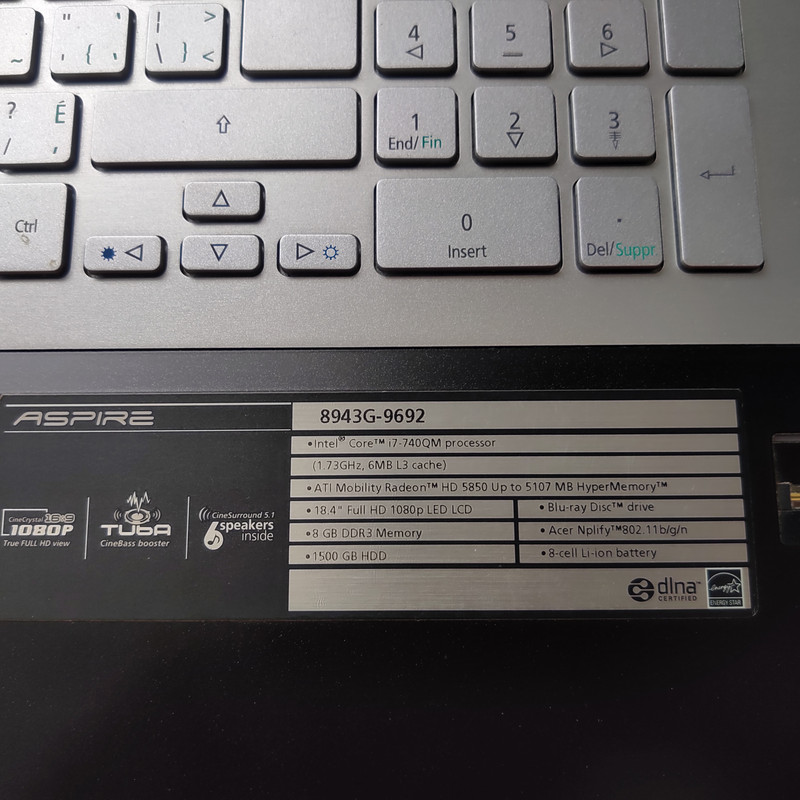 " { ' , | > \ } <
4
5
6
? É / ,
1
End/Fin
2
3
Ctrl
0
Insert
.
Del/Suppr
ASPIRE
8943G-9692
•Intel® Core™ i7-740QM processor
(1.73GHz, 6MB L3 cache)
•ATI Mobility Radeon™ HD 5850 Up to 5107 MB HyperMemory™
•18.4" Full HD 1080p LED LCD
•Blu-ray Disc™ drive
•8 GB DDR3 Memory
•Acer Nplify™802.11b/g/n
•1500 GB HDD
•8-cell Li-ion battery
CineCrystal 16:9
1080P
True FULL HD view
TUbA
CineBass booster
CineSurround 5.1
6 speakers
inside
dlna™
CERTIFIED
energy
ENERGY STAR